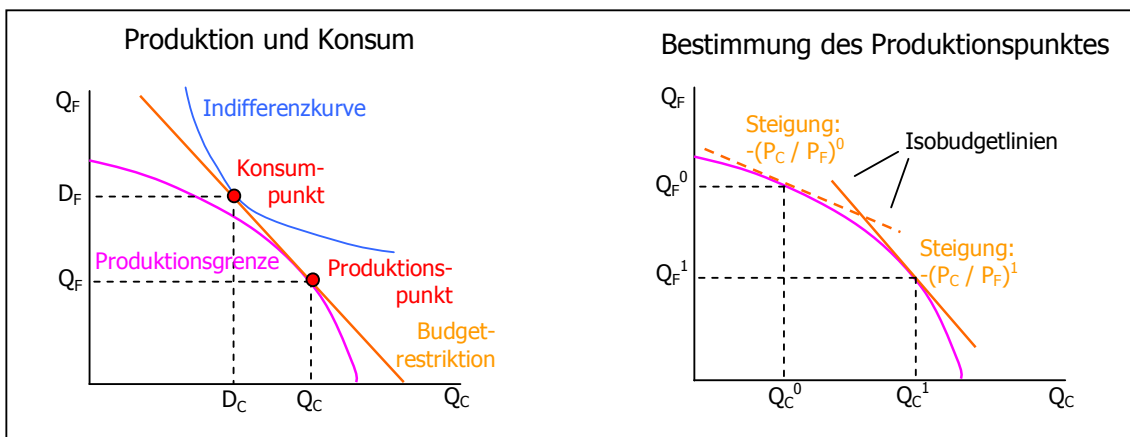 Produktion und Konsum
Q_F
Indifferenzkurve
Konsum-
punkt
D_F
Produktionsgrenze
Q_F
Produktions-
punkt
Budget-
restriktion
D_C
Q_C
Q_C
Bestimmung des Produktionspunktes
Q_F
Steigung:
-(P_C / P_F)^0
Isobudgetlinien
Q_F^0
Steigung:
-(P_C / P_F)^1
Q_F^1
Q_C^0
Q_C^1
Q_C